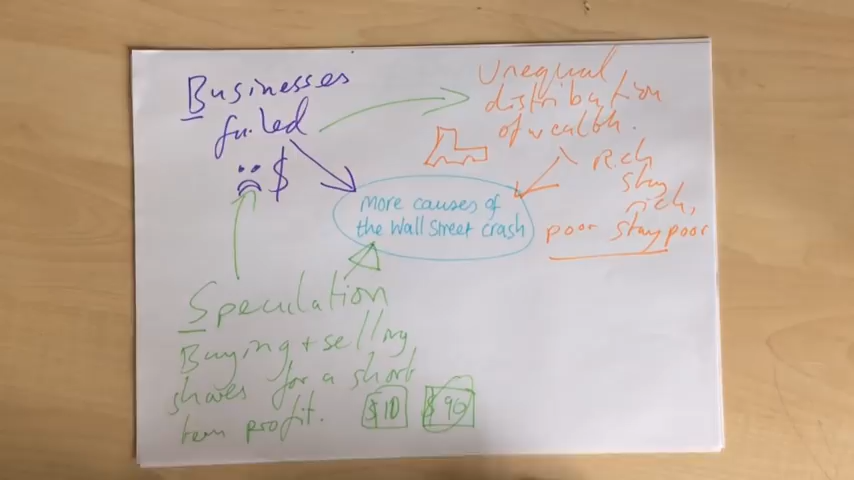 Businesses
failed
$
Unequal
distribution
of wealth.
Rich
stay
rich,
poor stay poor
more causes of
the Wall Street crash
Speculation
Buying + selling
shares for a short
term profit.
$10
$90